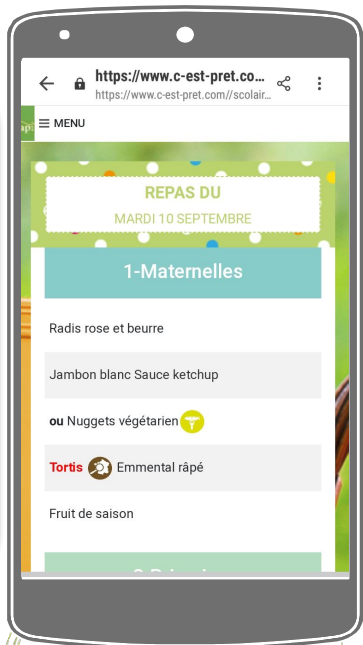 https://www.c-est-pret.co...
https://www.c-est-pret.com//scolair...
MENU
REPAS DU
MARDI 10 SEPTEMBRE
1-Maternelles
Radis rose et beurre
Jambon blanc Sauce ketchup
ou Nuggets végétarien
Tortis Emmental râpé
Fruit de saison